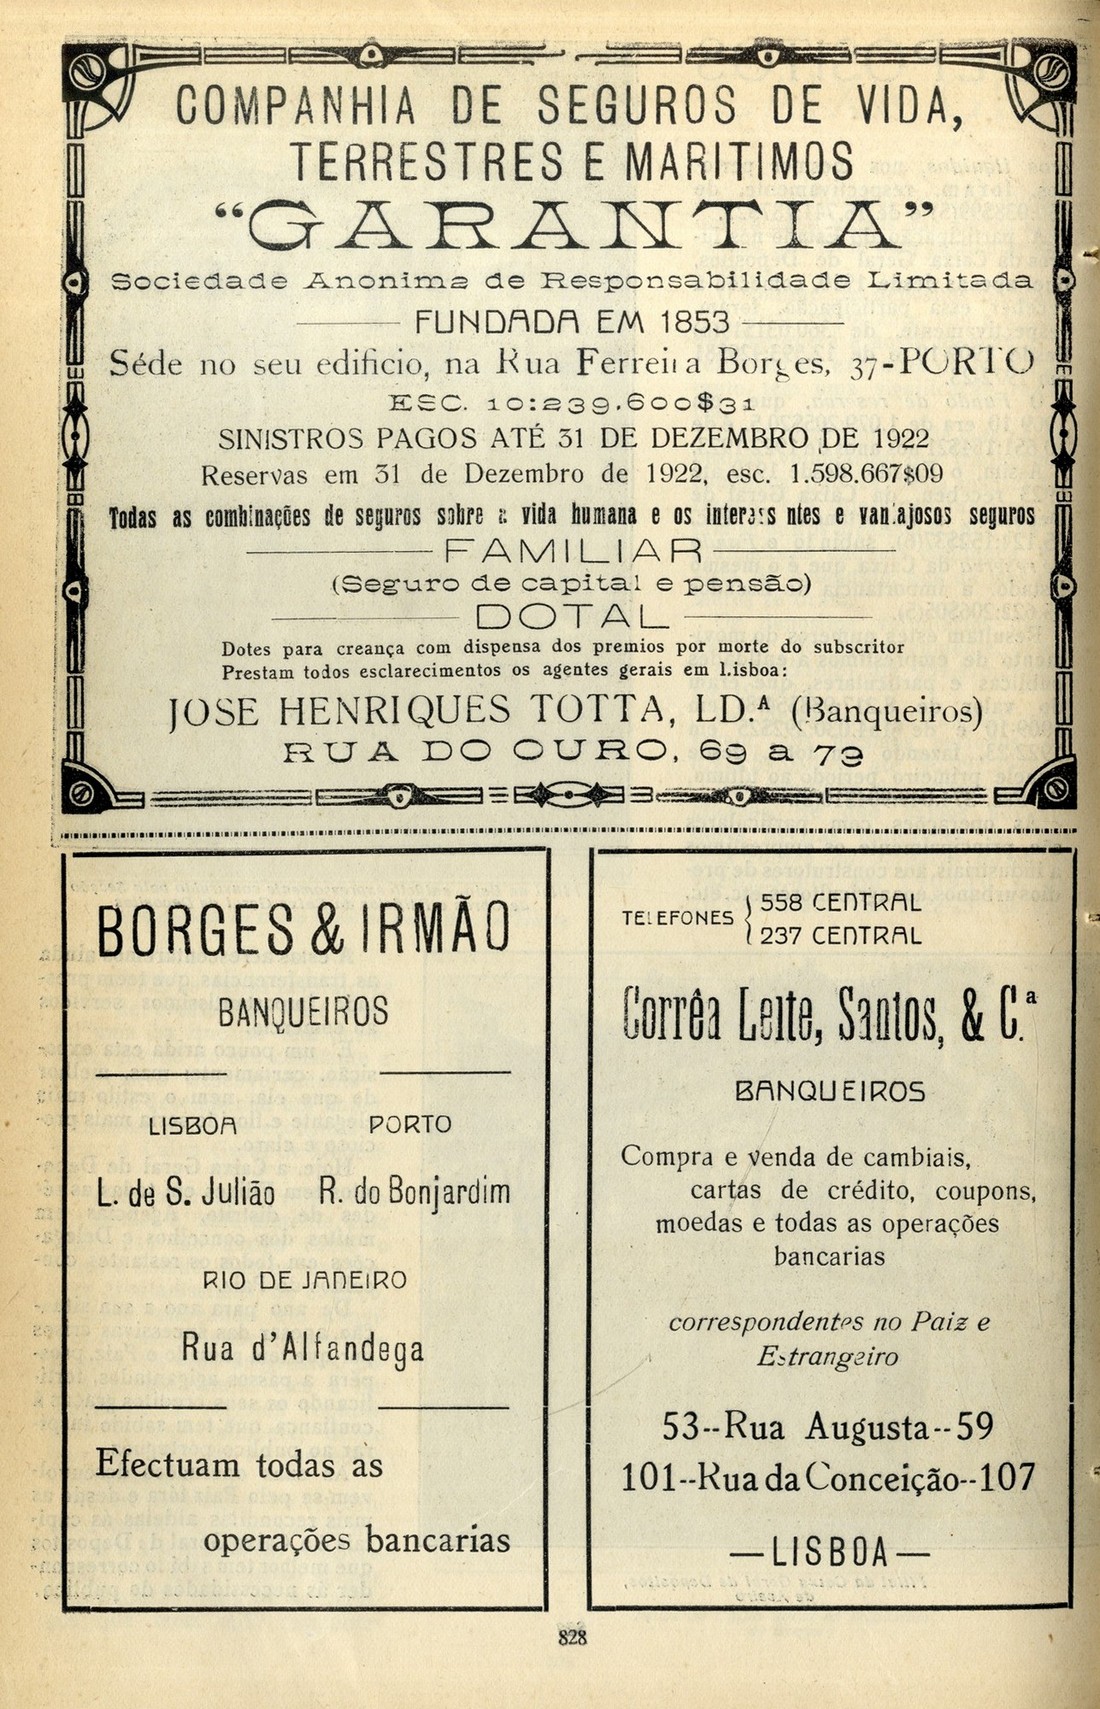 COMPANHIA DE SEGUROS DE VIDA,
TERRESTRES E MARITIMOS
“GARANTIA”
Sociedade Anonima de Responsabilidade Limitada
FUNDADA EM 1853
Séde no seu edificio, na Rua Ferreira Borges, 37-PORTO
ESC. 10:239.600$31
SINISTROS PAGOS ATÉ 31 DE DEZEMBRO DE 1922
Reservas em 31 de Dezembro de 1922, esc. 1.598.667$09
Todas as combinações de seguros sobre a vida humana e os interessantes e vantajosos seguros
FAMILIAR
(Seguro de capital e pensão)
DOTAL
Dotes para creança com dispensa dos premios por morte do subscritor
Prestam todos esclarecimentos os agentes gerais em Lisboa:
JOSE HENRIQUES TOTTA, LD.ᴬ (Banqueiros)
RUA DO OURO, 69 a 79
BORGES & IRMÃO
BANQUEIROS
LISBOA PORTO
L. de S. Julião R. do Bonjardim
RIO DE JANEIRO
Rua d'Alfandega
Efectuam todas as
operações bancarias
TELEFONES { 558 CENTRAL
237 CENTRAL
Corrêa Leite, Santos, & C.ª
BANQUEIROS
Compra e venda de cambiais,
cartas de crédito, coupons,
moedas e todas as operações
bancarias
correspondentes no Paiz e
Estrangeiro
53--Rua Augusta--59
101--Rua da Conceição--107
—LISBOA—
828